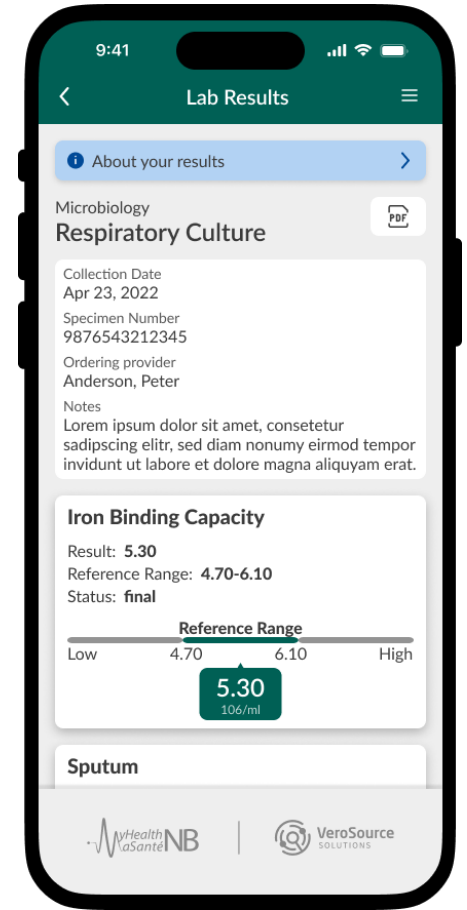 9:41
Lab Results
About your results
Microbiology
Respiratory Culture
PDF
Collection Date
Apr 23, 2022
Specimen Number
9876543212345
Ordering provider
Anderson, Peter
Notes
Lorem ipsum dolor sit amet, consetetur
sadipscing elitr, sed diam nonumy eirmod tempor
invidunt ut labore et dolore magna aliquyam erat.
Iron Binding Capacity
Result: 5.30
Reference Range: 4.70-6.10
Status: final
Reference Range
Low 4.70 6.10 High
5.30
106/ml
Sputum
MyHealth
MaSanté NB
VeroSource
SOLUTIONS